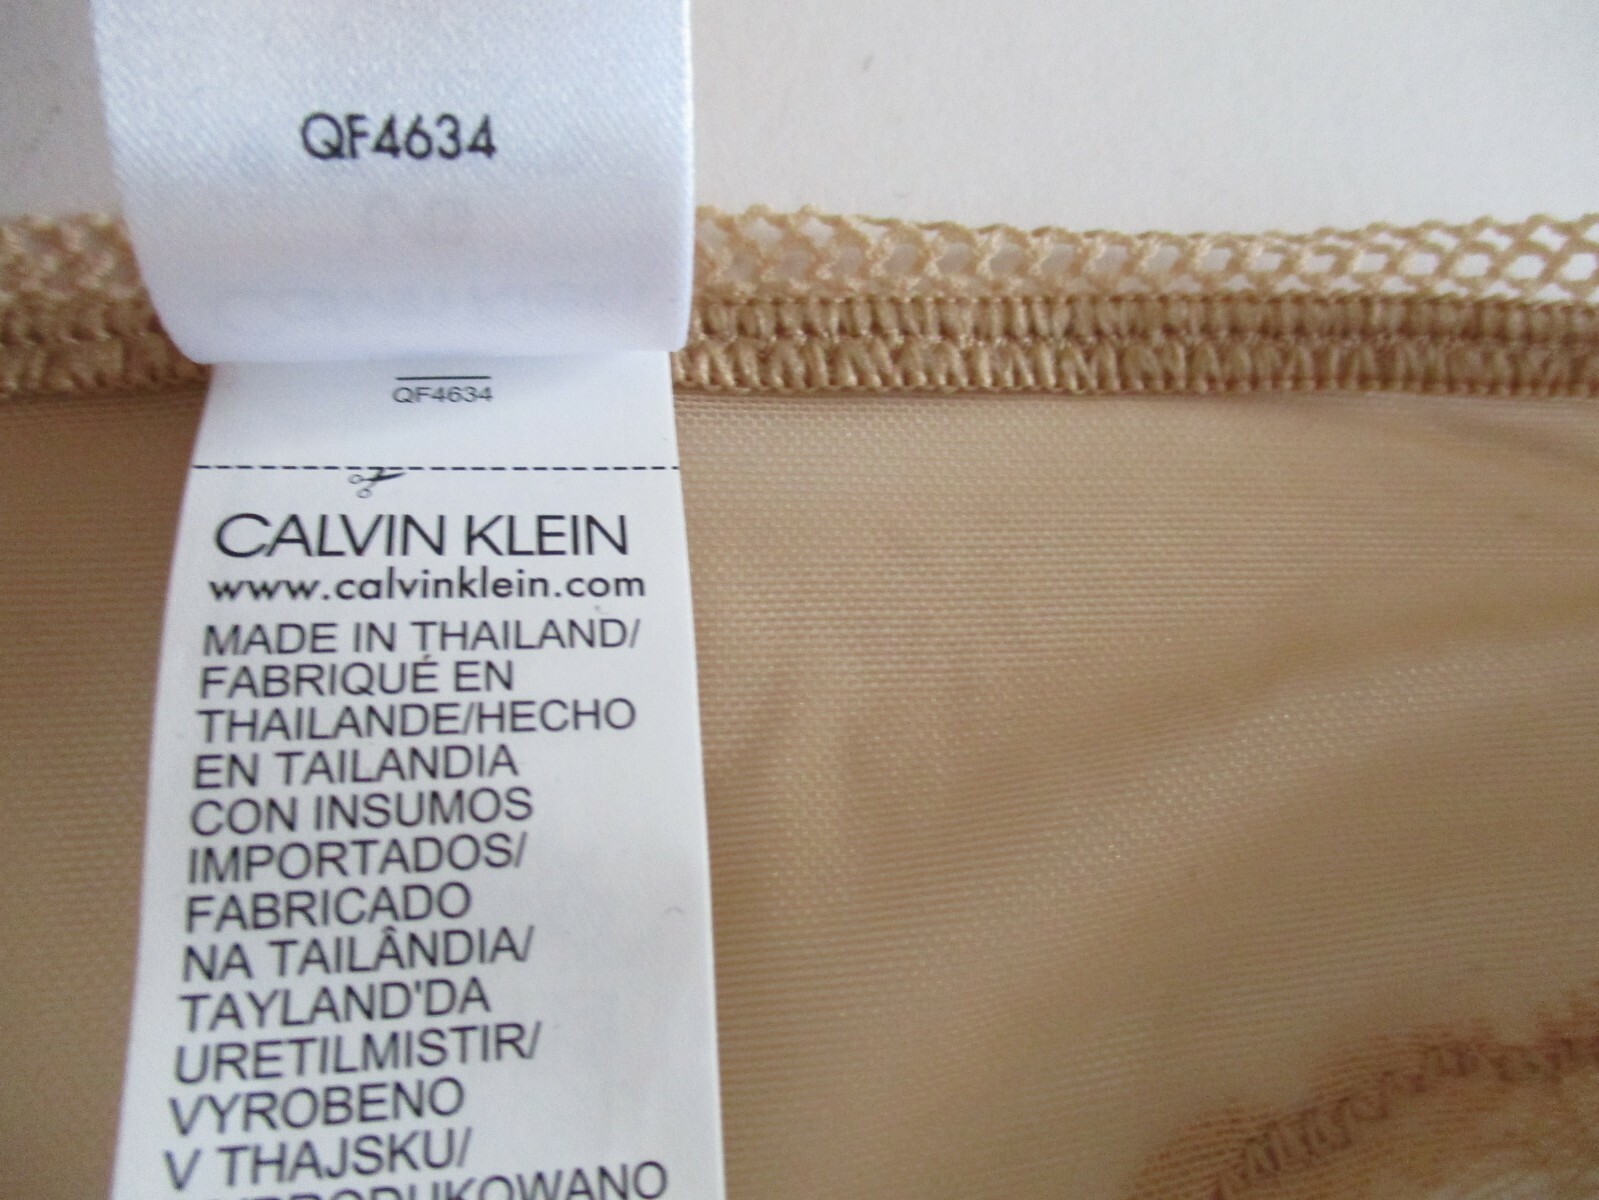 QF4634
QF4634
CALVIN KLEIN
www.calvinklein.com
MADE IN THAILAND/
FABRIQUÉ EN
THAILANDE/HECHO
EN TAILANDIA
CON INSUMOS
IMPORTADOS/
FABRICADO
NA TAILÂNDIA/
TAYLAND'DA
URETILMISTIR/
VYROBENO
V THAJSKU/